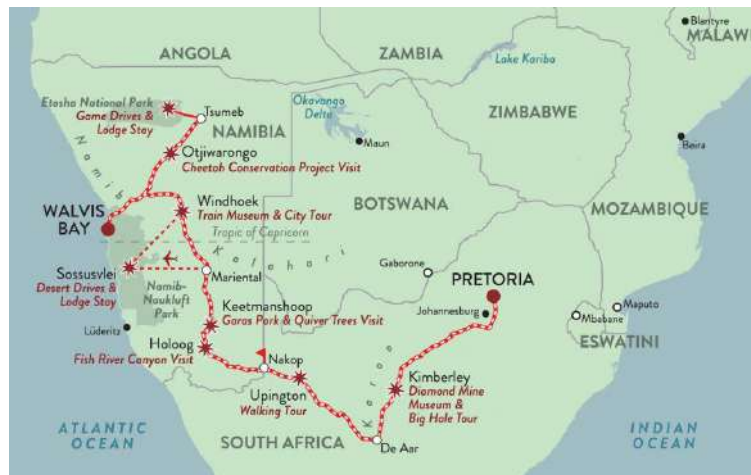 Blantyre
MALAWI
ANGOLA
ZAMBIA
Lake Kariba
Etosha National Park
Game Drives &
Lodge Stay
Tsumeb
NAMIBIA
Okavango
Delta
ZIMBABWE
Otjiwarongo
Cheetah Conservation Project Visit
Maun
Beira
Namib
Windhoek
Train Museum & City Tour
BOTSWANA
MOZAMBIQUE
WALVIS
BAY
Tropic of Capricorn
Kalahari
Sossusvlei
Desert Drives &
Lodge Stay
Mariental
Gaborone
PRETORIA
Namib-
Naukluft
Park
Keetmanshoop
Garas Park & Quiver Trees Visit
Johannesburg
Maputo
Mbabane
Lüderitz
ESWATINI
Holoog
Fish River Canyon Visit
Nakop
Upington
Walking Tour
Karoo
Kimberley
Diamond Mine
Museum &
Big Hole Tour
ATLANTIC
OCEAN
SOUTH AFRICA
De Aar
INDIAN
OCEAN